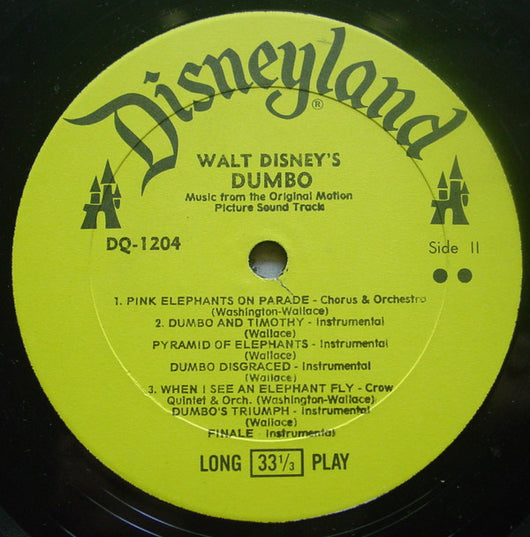 Disneyland
®
WALT DISNEY'S
DUMBO
Music from the Original Motion
Picture Sound Track
DQ-1204
Side II
1. PINK ELEPHANTS ON PARADE - Chorus & Orchestra
(Washington-Wallace)
2. DUMBO AND TIMOTHY - Instrumental
(Wallace)
PYRAMID OF ELEPHANTS - Instrumental
(Wallace)
DUMBO DISGRACED - Instrumental
(Wallace)
3. WHEN I SEE AN ELEPHANT FLY - Crow
Quintet & Orch. (Washington-Wallace)
DUMBO'S TRIUMPH - Instrumental
(Wallace)
FINALE - Instrumental
LONG 33 1/3 PLAY